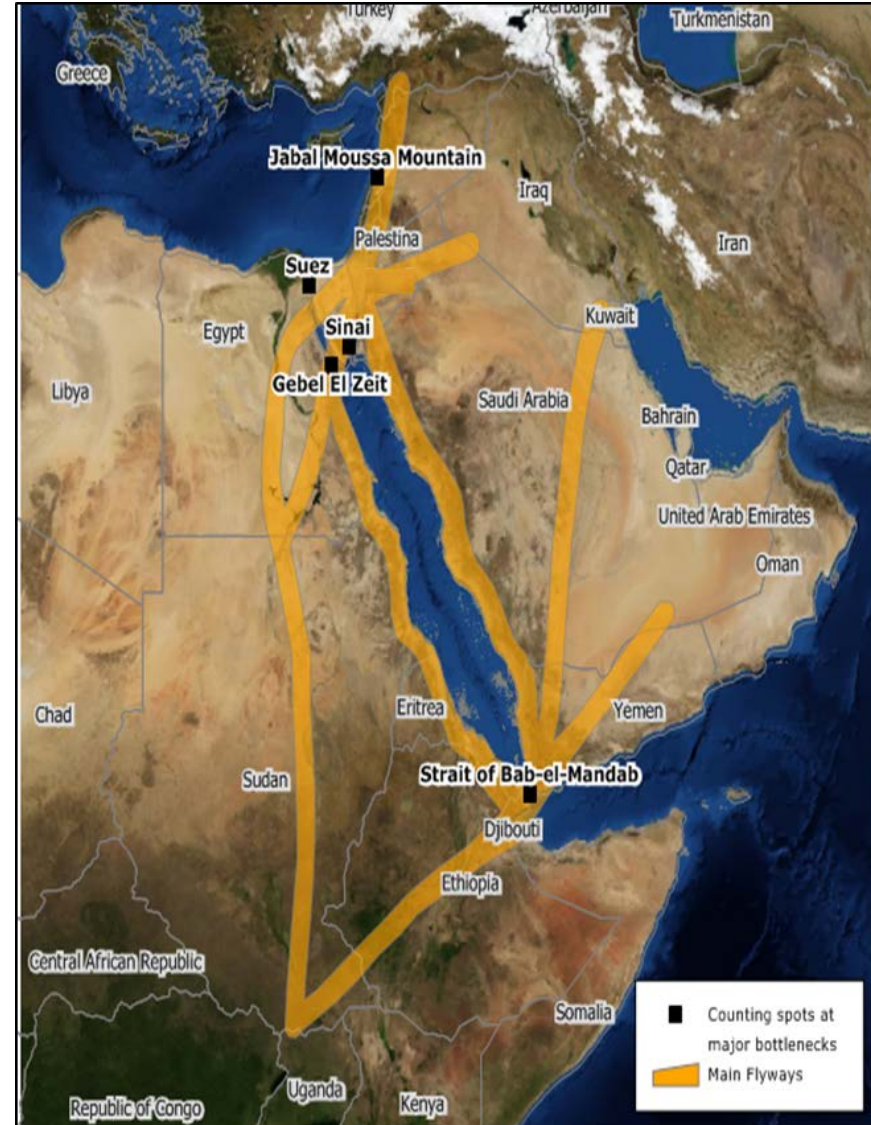 Turkey
Azerbaijan
Turkmenistan
Greece
Jabal Moussa Mountain
Iraq
Iran
Palestina
Suez
Egypt
Sinai
Kuwait
Gebel El Zeit
Libya
Saudi Arabia
Bahrain
Qatar
United Arab Emirates
Oman
Chad
Eritrea
Yemen
Sudan
Strait of Bab-el-Mandab
Djibouti
Ethiopia
Central African Republic
Somalia
Uganda
Kenya
Republic of Congo
Counting spots at
major bottlenecks
Main Flyways